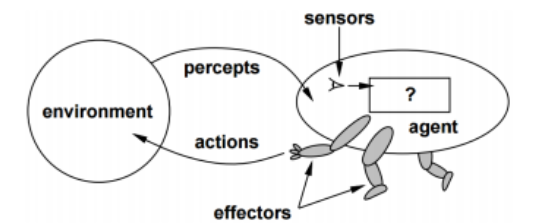 sensors
percepts
environment
?
agent
actions
effectors